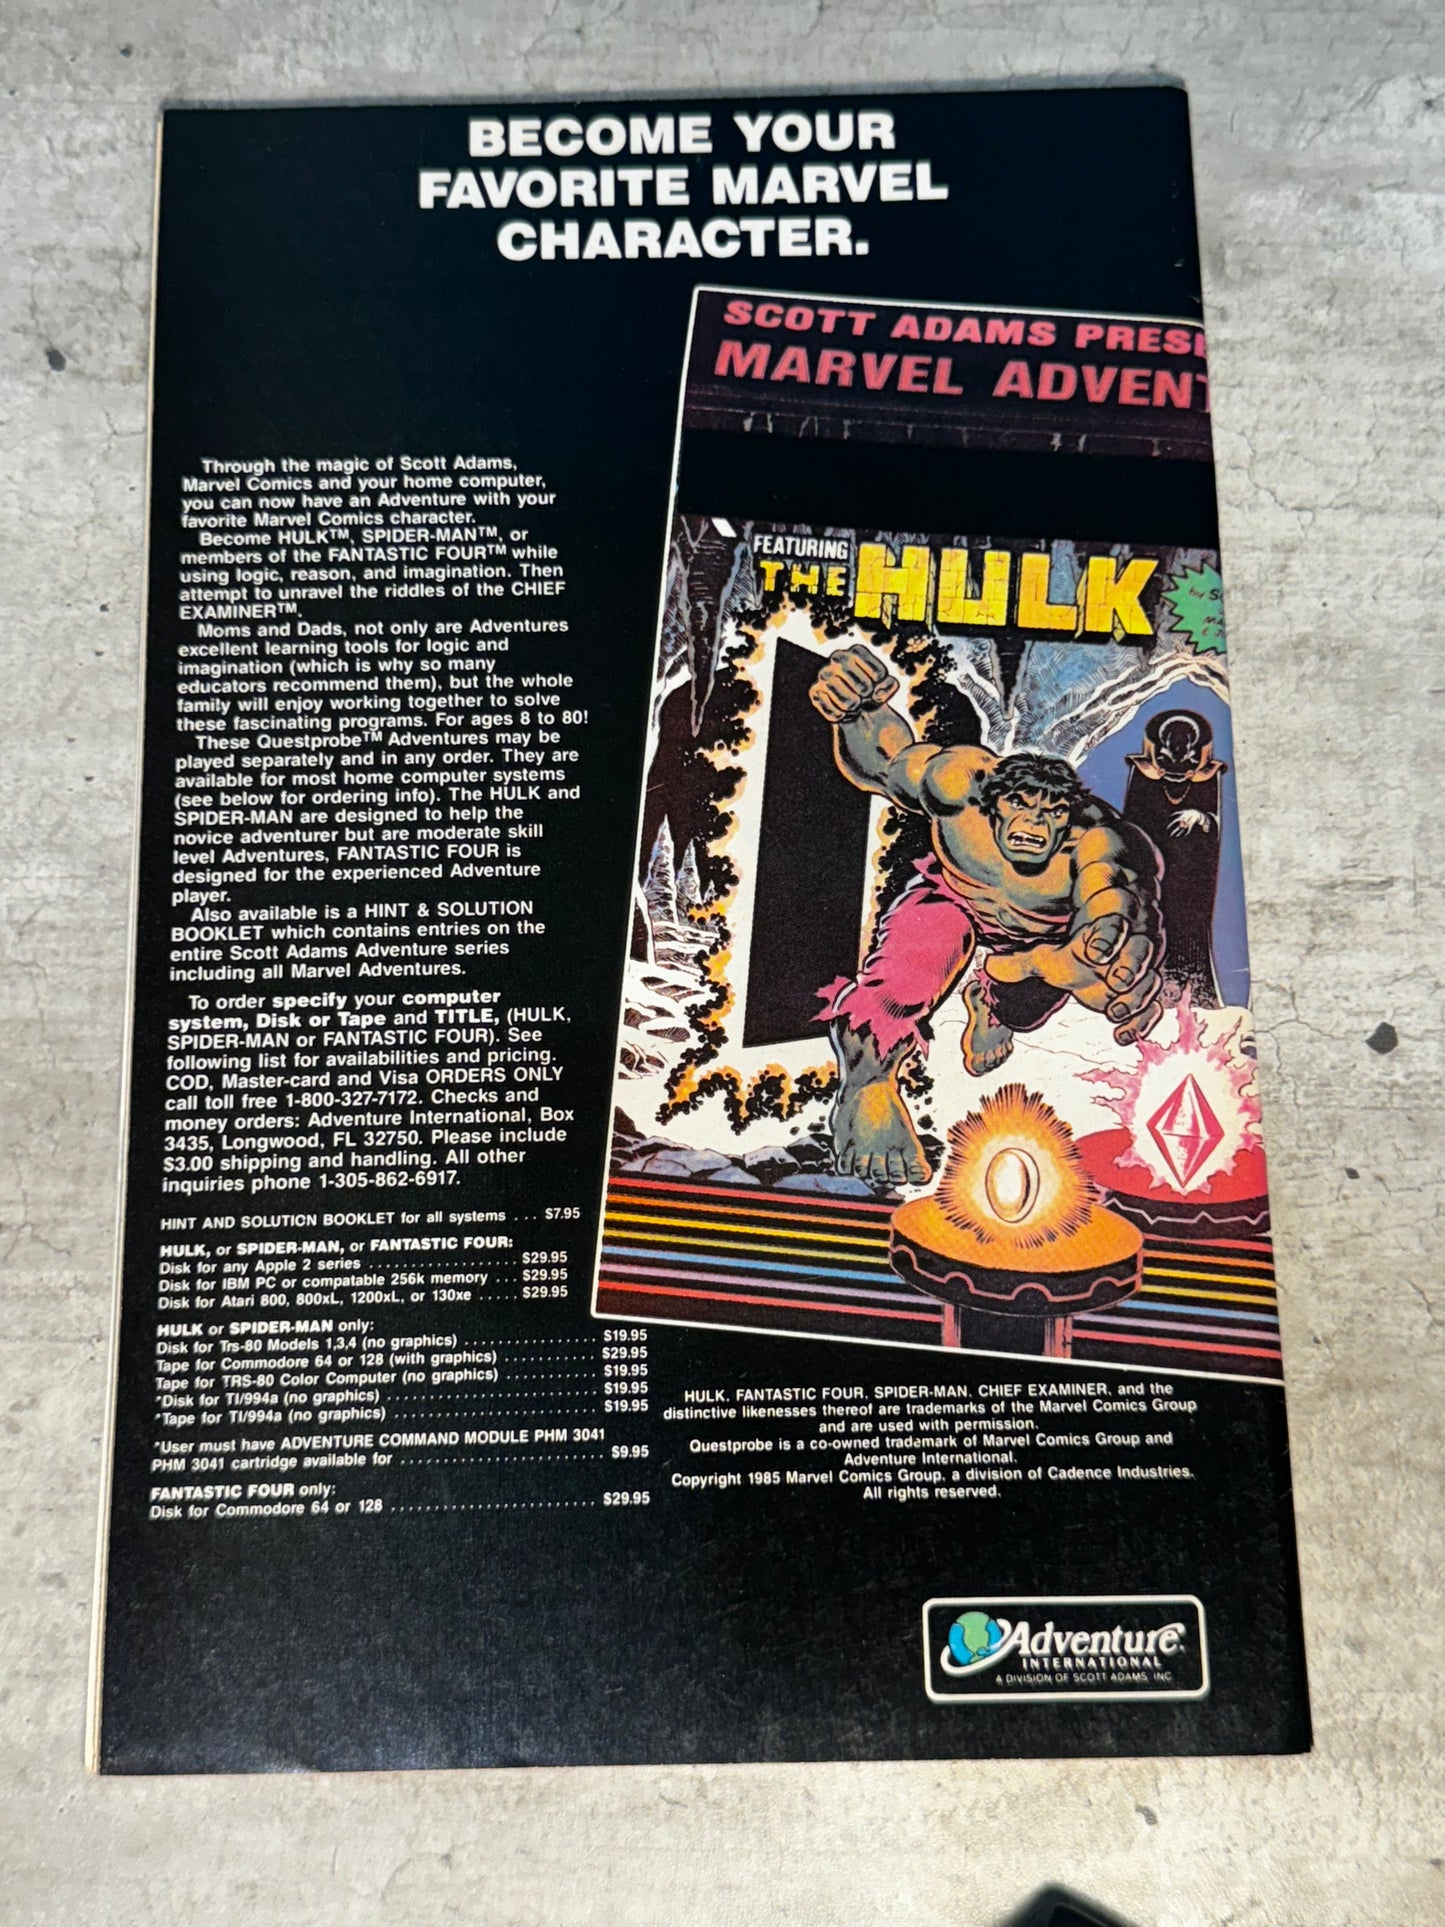 BECOME YOUR
FAVORITE MARVEL
CHARACTER.
SCOTT ADAMS PRES
MARVEL ADVENT
FEATURING
THE HULK
Through the magic of Scott Adams,
Marvel Comics and your home computer,
you can now have an Adventure with your
favorite Marvel Comics character.
Become HULK™, SPIDER-MAN™, or
members of the FANTASTIC FOUR™ while
using logic, reason, and imagination. Then
attempt to unravel the riddles of the CHIEF
EXAMINER™.
Moms and Dads, not only are Adventures
excellent learning tools for logic and
imagination (which is why so many
educators recommend them), but the whole
family will enjoy working together to solve
these fascinating programs. For ages 8 to 80!
These Questprobe™ Adventures may be
played separately and in any order. They are
available for most home computer systems
(see below for ordering info). The HULK and
SPIDER-MAN are designed to help the
novice adventurer but are moderate skill
level Adventures, FANTASTIC FOUR is
designed for the experienced Adventure
player.
Also available is a HINT & SOLUTION
BOOKLET which contains entries on the
entire Scott Adams Adventure series
including all Marvel Adventures.
To order specify your computer
system, Disk or Tape and TITLE, (HULK,
SPIDER-MAN or FANTASTIC FOUR). See
following list for availabilities and pricing.
COD, Master-card and Visa ORDERS ONLY
call toll free 1-800-327-7172. Checks and
money orders: Adventure International, Box
3435, Longwood, FL 32750. Please include
$3.00 shipping and handling. All other
inquiries phone 1-305-862-6917.
HINT AND SOLUTION BOOKLET for all systems ... $7.95
HULK, or SPIDER-MAN, or FANTASTIC FOUR:
Disk for any Apple 2 series .................. $29.95
Disk for IBM PC or compatable 256k memory ... $29.95
Disk for Atari 800, 800xL, 1200xL, or 130xe ..... $29.95
HULK or SPIDER-MAN only:
Disk for Trs-80 Models 1,3,4 (no graphics) ................ $19.95
Tape for Commodore 64 or 128 (with graphics) ........... $29.95
Tape for TRS-80 Color Computer (no graphics) ........... $19.95
*Disk for TI/994a (no graphics) ......................... $19.95
*Tape for TI/994a (no graphics) ......................... $19.95
*User must have ADVENTURE COMMAND MODULE PHM 3041
PHM 3041 cartridge available for ......................... $9.95
FANTASTIC FOUR only:
Disk for Commodore 64 or 128 ......................... $29.95
HULK, FANTASTIC FOUR, SPIDER-MAN, CHIEF EXAMINER, and the
distinctive likenesses thereof are trademarks of the Marvel Comics Group
and are used with permission.
Questprobe is a co-owned trademark of Marvel Comics Group and
Adventure International.
Copyright 1985 Marvel Comics Group, a division of Cadence Industries.
All rights reserved.
Adventure
INTERNATIONAL
A DIVISION OF SCOTT ADAMS, INC.